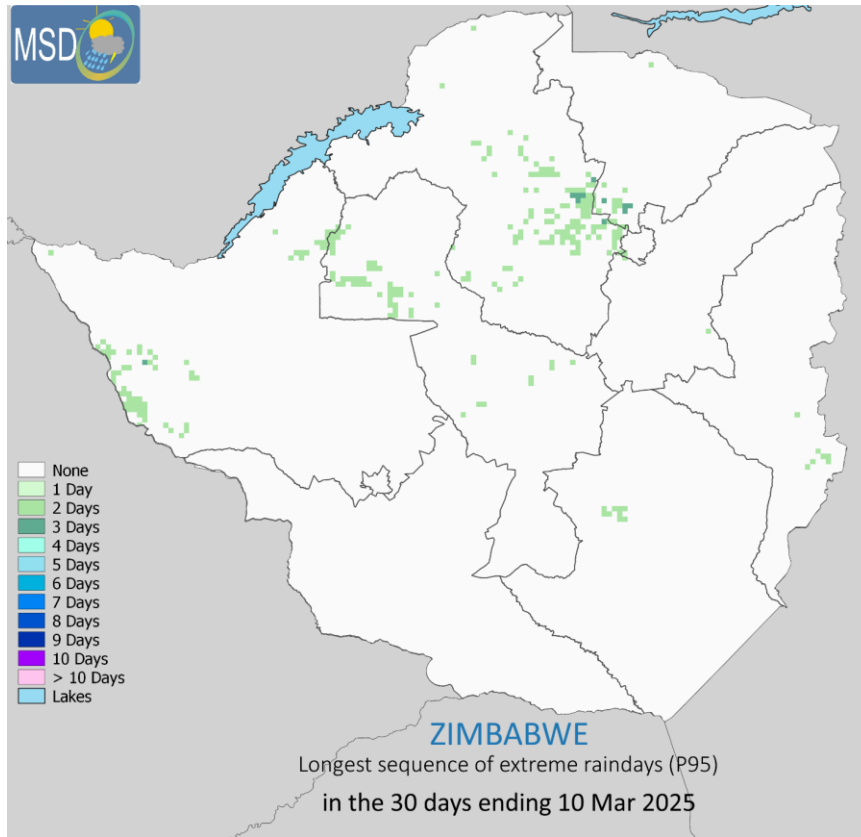 MSD
None
1 Day
2 Days
3 Days
4 Days
5 Days
6 Days
7 Days
8 Days
9 Days
10 Days
> 10 Days
Lakes
ZIMBABWE
Longest sequence of extreme raindays (P95)
in the 30 days ending 10 Mar 2025